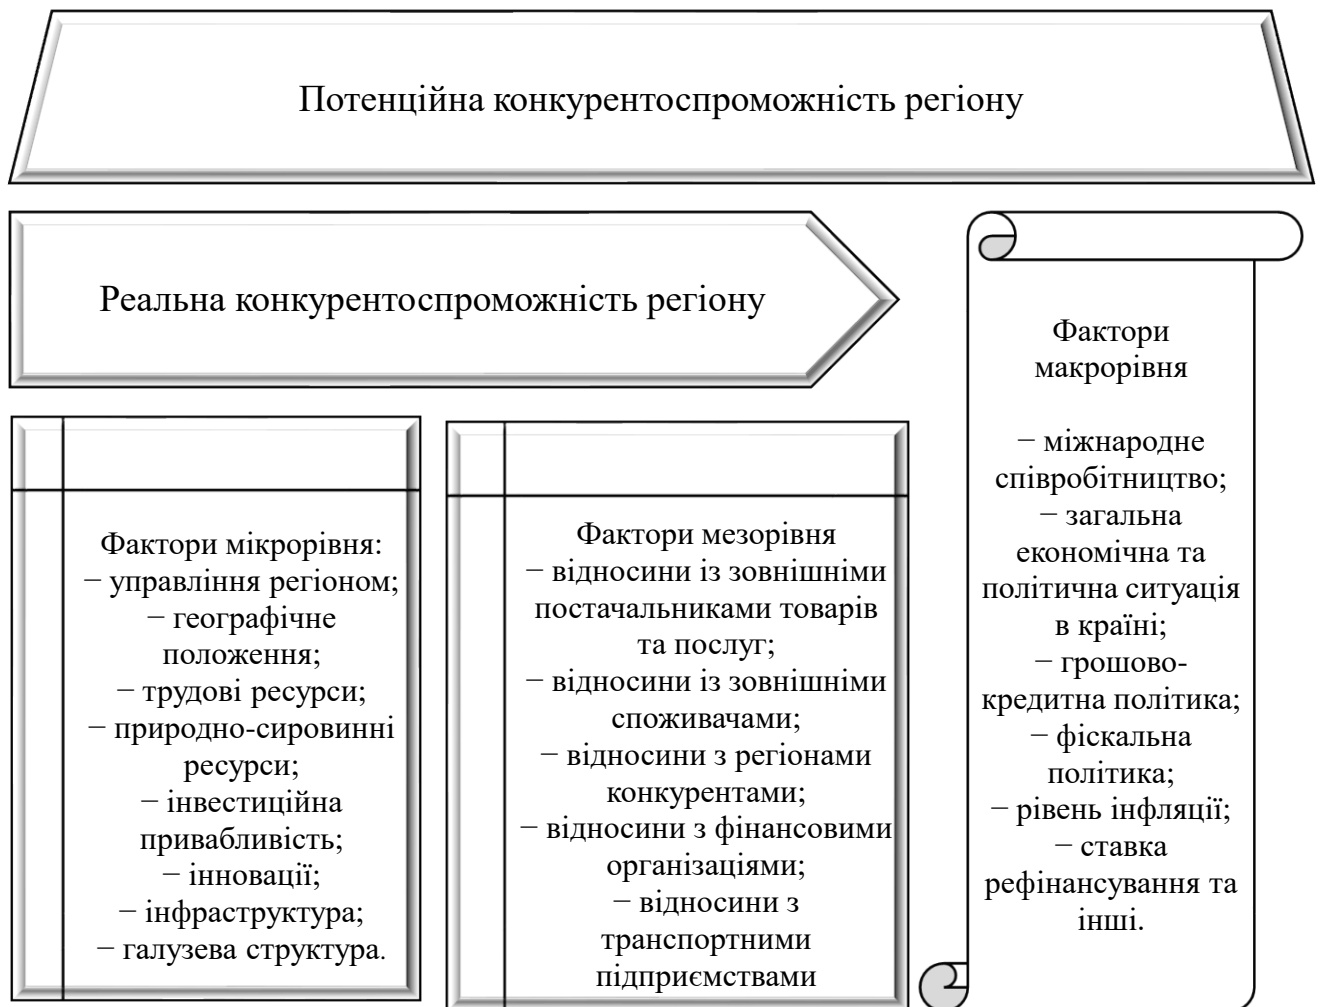 Потенційна конкурентоспроможність регіону
Реальна конкурентоспроможність регіону
Фактори мікрорівня:
− управління регіоном;
− географічне
положення;
− трудові ресурси;
− природно-сировинні
ресурси;
− інвестиційна
привабливість;
− інновації;
− інфраструктура;
− галузева структура.
Фактори мезорівня
− відносини із зовнішніми
постачальниками товарів
та послуг;
− відносини із зовнішніми
споживачами;
− відносини з регіонами
конкурентами;
− відносини з фінансовими
організаціями;
− відносини з
транспортними
підприємствами
Фактори
макрорівня
− міжнародне
співробітництво;
− загальна
економічна та
політична ситуація
в країні;
− грошово-
кредитна політика;
− фіскальна
політика;
− рівень інфляції;
− ставка
рефінансування та
інші.